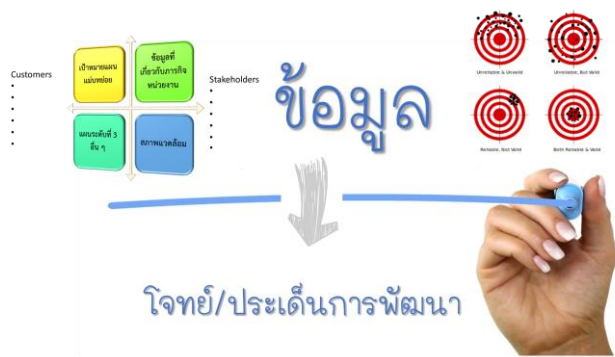 เป้าหมายแผน
แม่บทย่อย
ข้อมูลที่
เกี่ยวกับภารกิจ
หน่วยงาน
Customers
•
•
•
•
•
•
Stakeholders
•
•
•
•
•
•
แผนระดับที่ 3
อื่น ๆ
สภาพแวดล้อม
ข้อมูล
Unreliable & Unvalid
Unreliable, But Valid
Reliable, Not Valid
Both Reliable & Valid
โจทย์/ประเด็นการพัฒนา